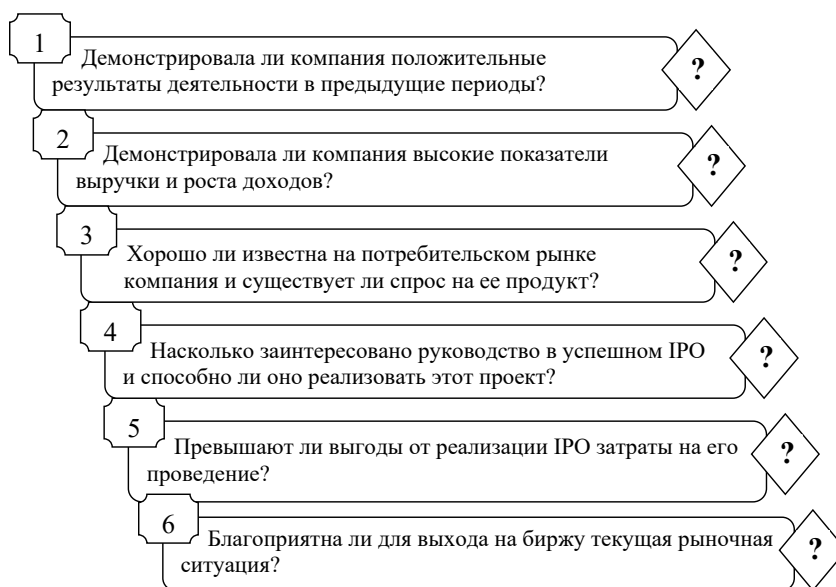 1
Демонстрировала ли компания положительные
результаты деятельности в предыдущие периоды?
?
2
Демонстрировала ли компания высокие показатели
выручки и роста доходов?
?
3
Хорошо ли известна на потребительском рынке
компания и существует ли спрос на ее продукт?
?
4
Насколько заинтересовано руководство в успешном IPO
и способно ли оно реализовать этот проект?
?
5
Превышают ли выгоды от реализации IPO затраты на его
проведение?
?
6
Благоприятна ли для выхода на биржу текущая рыночная
ситуация?
?